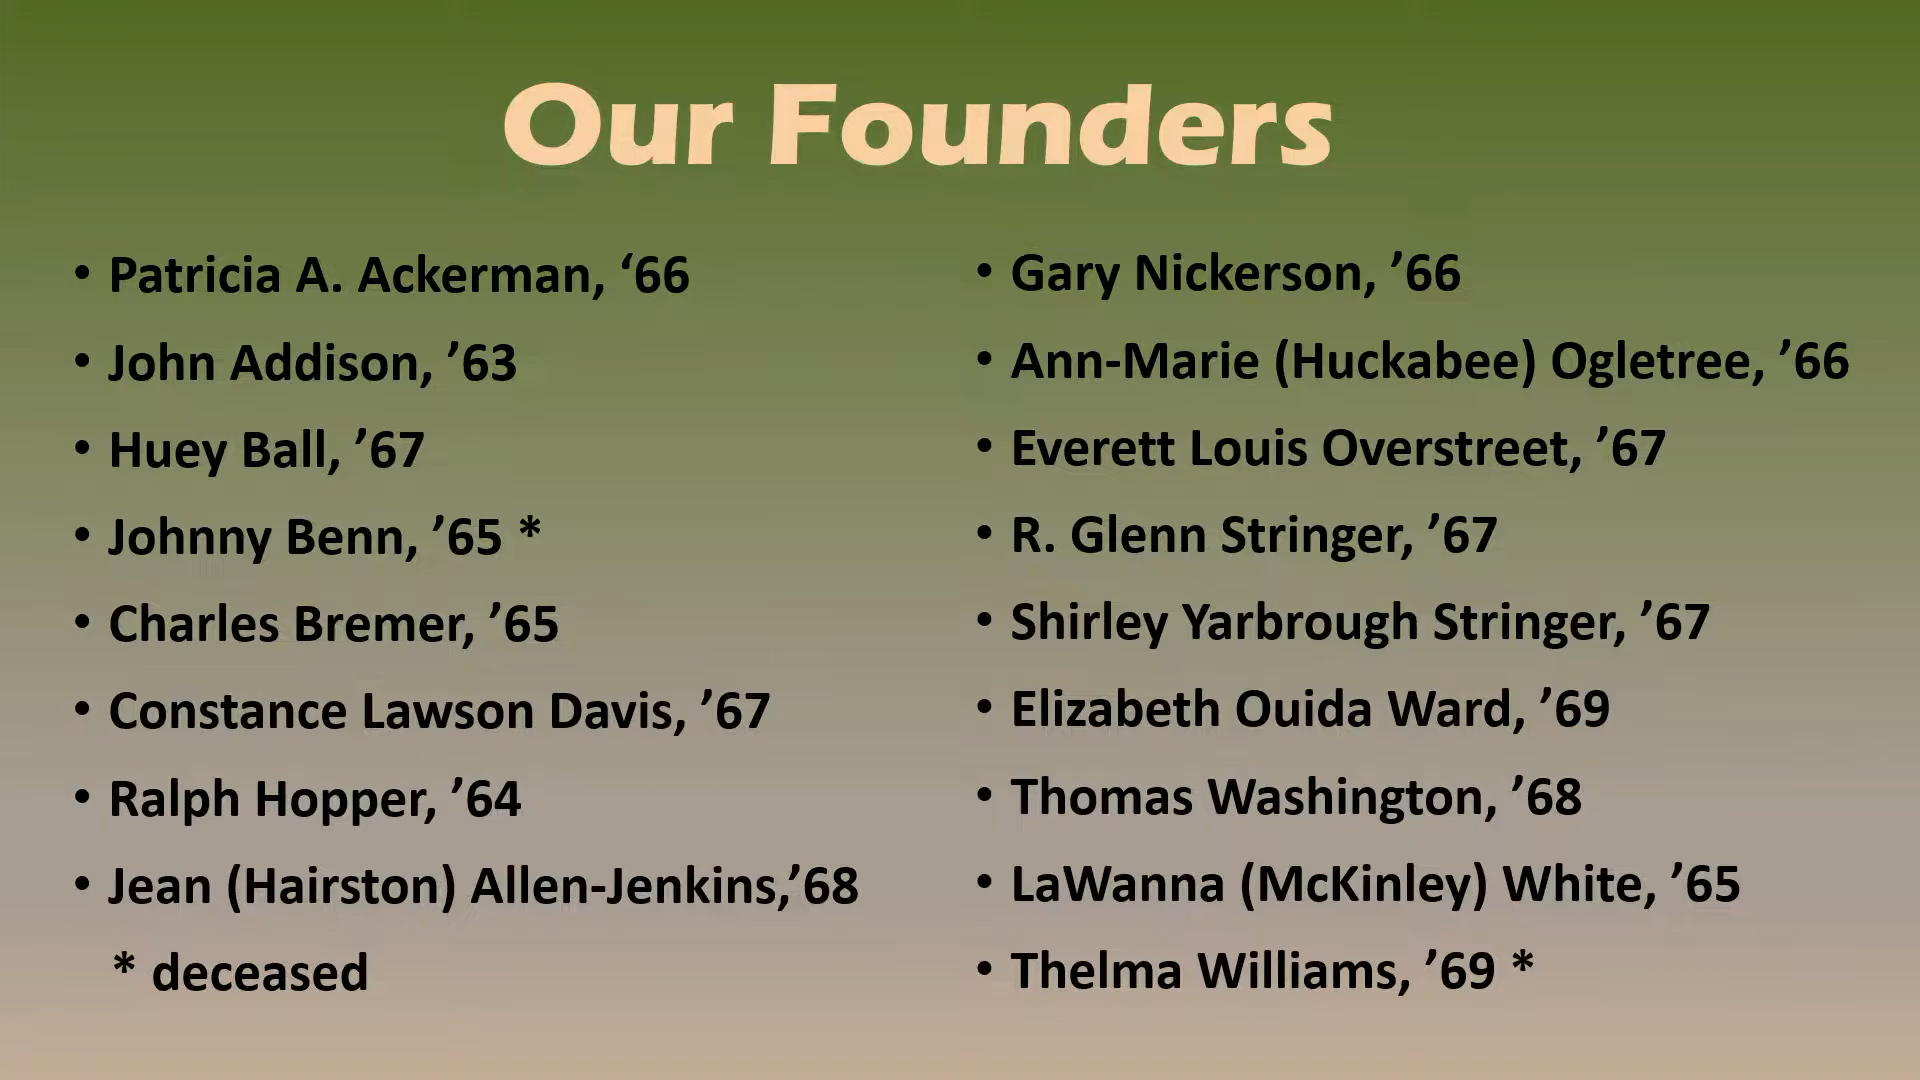 Our Founders
• Patricia A. Ackerman, ‘66
• John Addison, ’63
• Huey Ball, ’67
• Johnny Benn, ’65 *
• Charles Bremer, ’65
• Constance Lawson Davis, ’67
• Ralph Hopper, ’64
• Jean (Hairston) Allen-Jenkins,’68
* deceased
• Gary Nickerson, ’66
• Ann-Marie (Huckabee) Ogletree, ’66
• Everett Louis Overstreet, ’67
• R. Glenn Stringer, ’67
• Shirley Yarbrough Stringer, ’67
• Elizabeth Ouida Ward, ’69
• Thomas Washington, ’68
• LaWanna (McKinley) White, ’65
• Thelma Williams, ’69 *